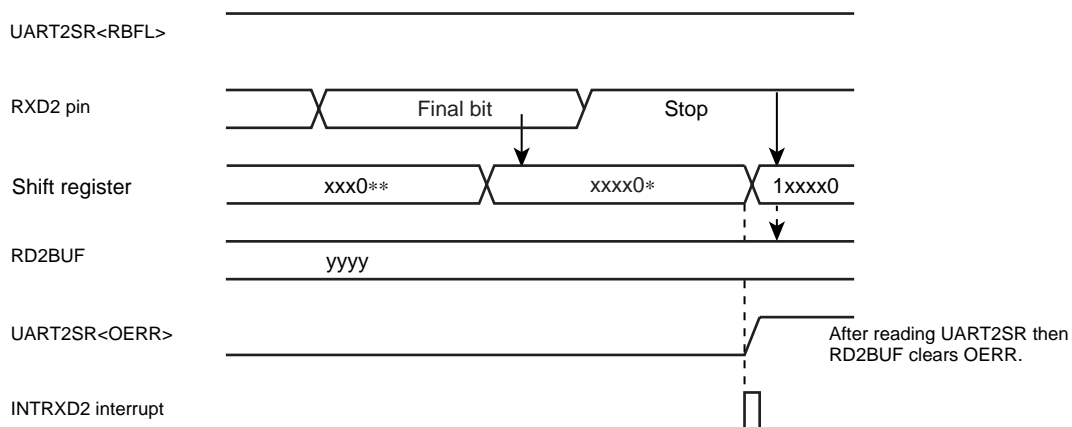 UART2SR<RBFL>
RXD2 pin
Final bit
Stop
Shift register
xxx0∗∗
xxxx0∗
1xxxx0
RD2BUF
yyyy
UART2SR<OERR>
After reading UART2SR then
RD2BUF clears OERR.
INTRXD2 interrupt